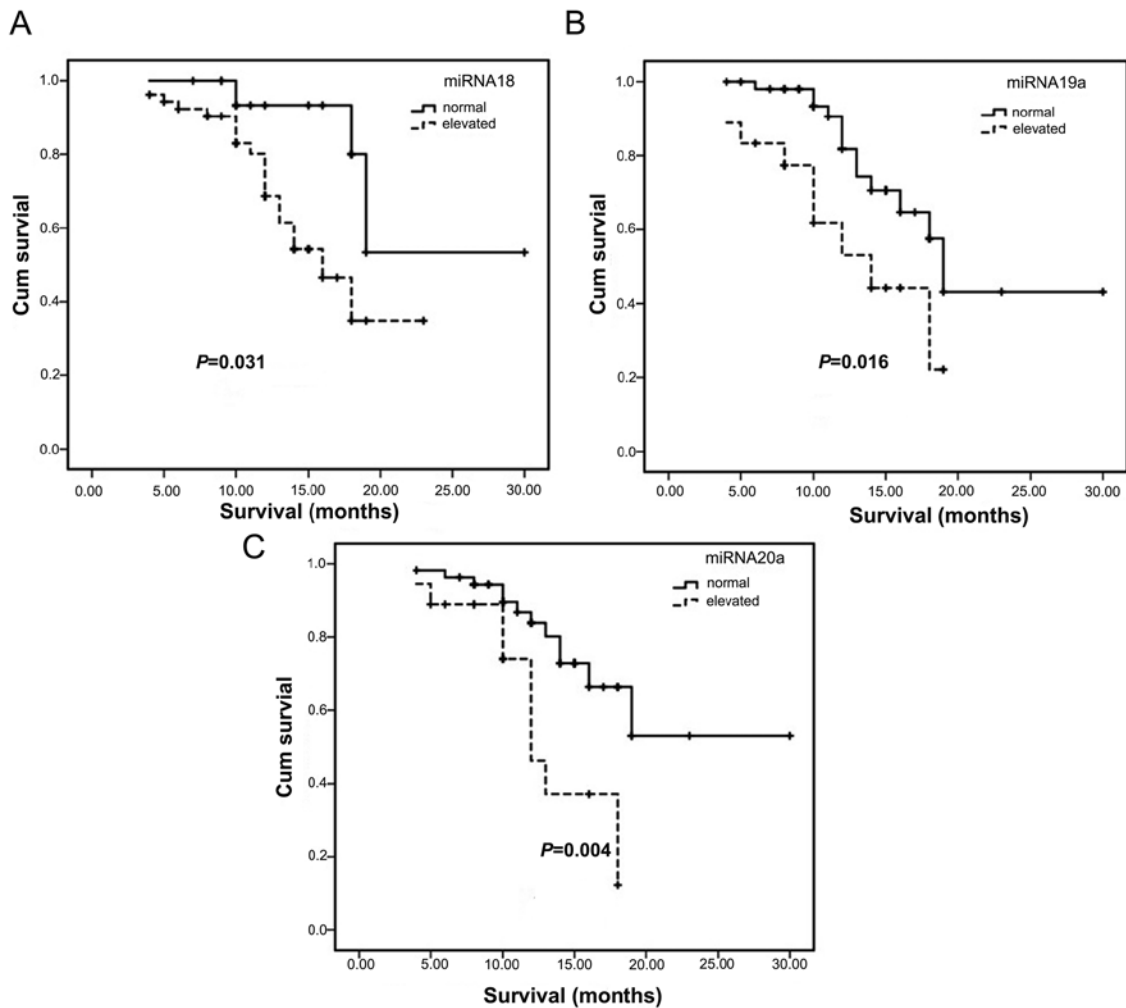 A
miRNA18
normal
elevated
1.0
0.8
0.6
0.4
0.2
0.0
Cum survial
P=0.031
0.00 5.00 10.00 15.00 20.00 25.00 30.00
Survival (months)
B
miRNA19a
normal
elevated
1.0
0.8
0.6
0.4
0.2
0.0
Cum survial
P=0.016
0.00 5.00 10.00 15.00 20.00 25.00 30.00
Survival (months)
C
miRNA20a
normal
elevated
1.0
0.8
0.6
0.4
0.2
0.0
Cum survial
P=0.004
0.00 5.00 10.00 15.00 20.00 25.00 30.00
Survival (months)